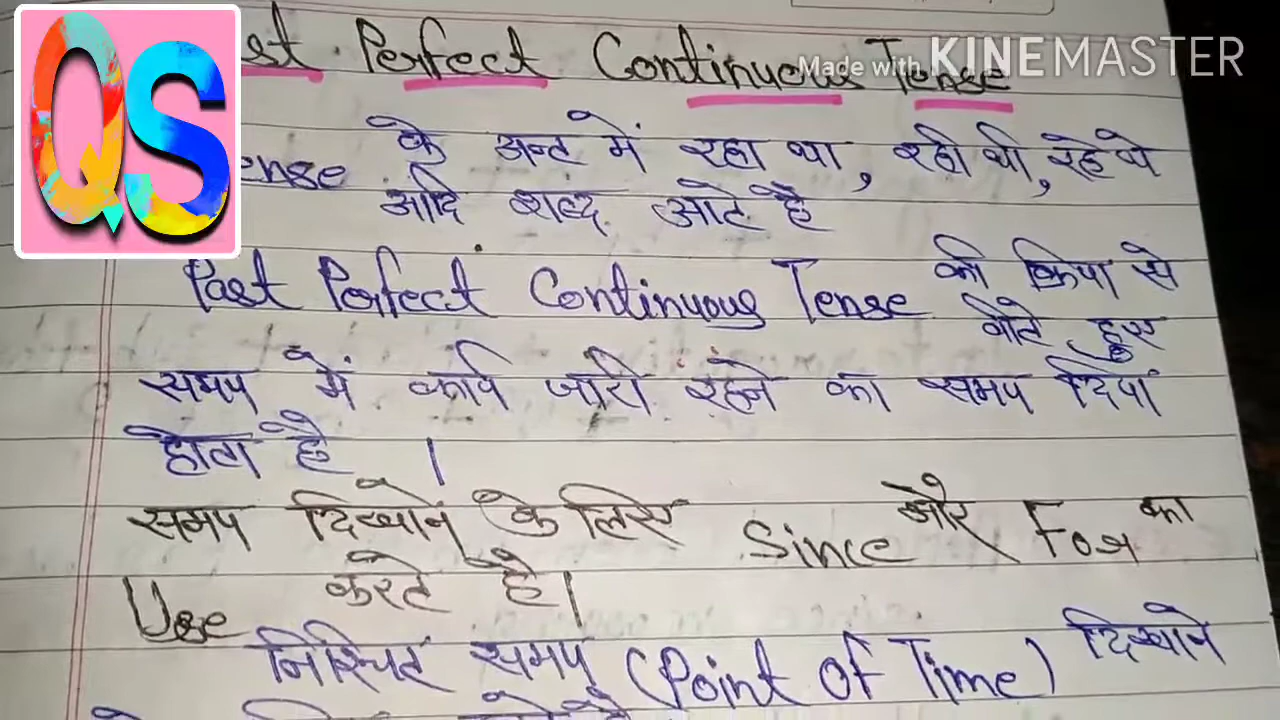 QS
st Perfect Continuous Tense
Made with KINEMASTER
ense के अन्त में रहा था, रही थी, रहे थे
आदि शब्द आते है
Past Perfect Continuous Tense की क्रिया से
बीते हुए
समय में कार्य जारी रहने का समय दिया
होता है ।
समय दिखाने के लिए Since और For का
Use करते है।
निश्चित समय (Point Of Time) दिखाने